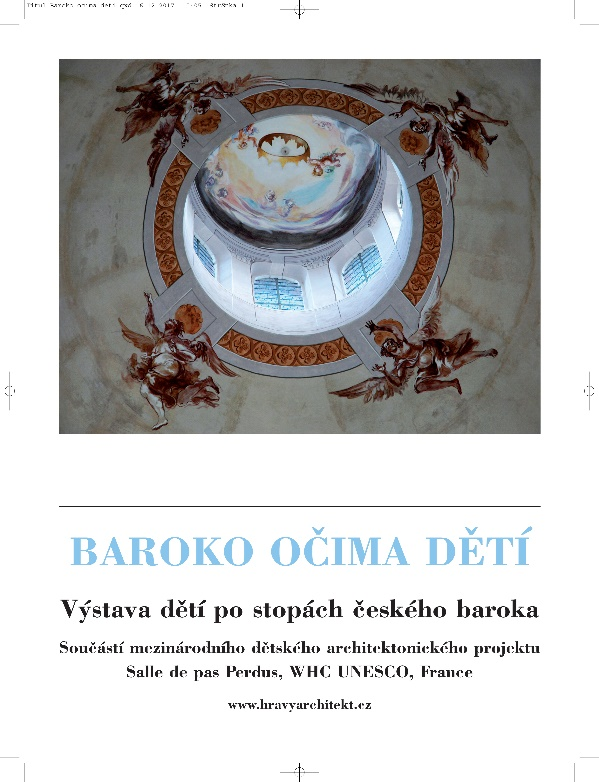 BAROKO OČIMA DĚTÍ
Výstava dětí po stopách českého baroka
Součástí mezinárodního dětského architektonického projektu
Salle de pas Perdus, WHC UNESCO, France
www.hravyarchitekt.cz